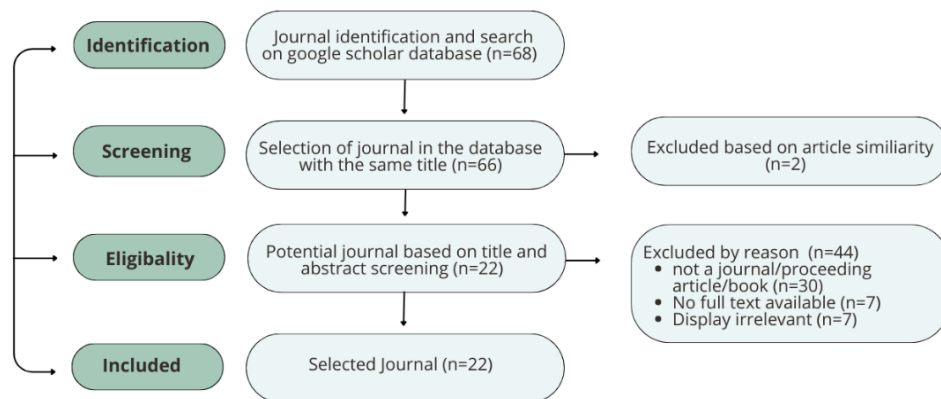 Identification
Journal identification and search
on google scholar database (n=68)
Screening
Selection of journal in the database
with the same title (n=66)
Excluded based on article similiarity
(n=2)
Eligibality
Potential journal based on title and
abstract screening (n=22)
Excluded by reason (n=44)
• not a journal/proceeding
article/book (n=30)
• No full text available (n=7)
• Display irrelevant (n=7)
Included
Selected Journal (n=22)